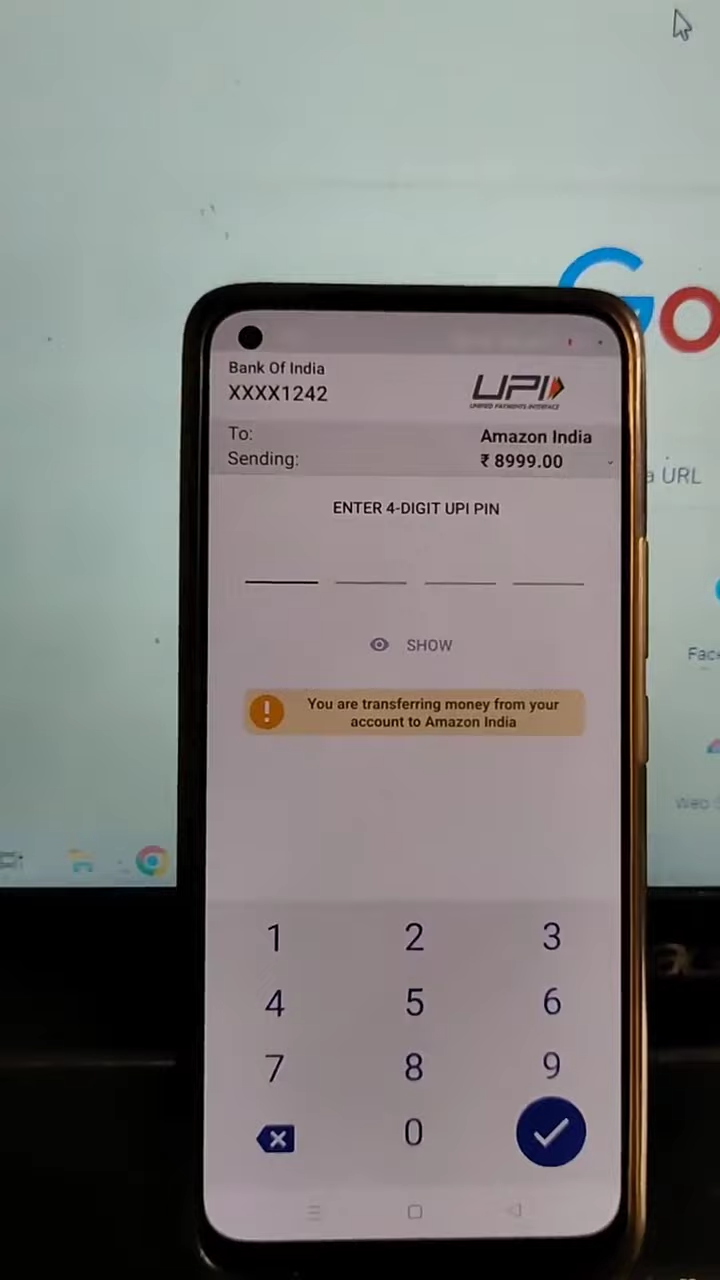 Go
Bank Of India
XXXX1242
UPI
UNIFIED PAYMENTS INTERFACE
To: Amazon India
Sending: ₹ 8999.00
a URL
ENTER 4-DIGIT UPI PIN
SHOW
Fac
! You are transferring money from your
account to Amazon India
Web
1 2 3
4 5 6
7 8 9
0